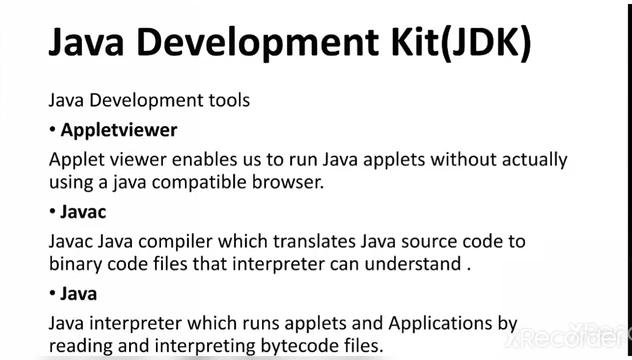 Java Development Kit(JDK)
Java Development tools
• Appletviewer
Applet viewer enables us to run Java applets without actually
using a java compatible browser.
• Javac
Javac Java compiler which translates Java source code to
binary code files that interpreter can understand .
• Java
Java interpreter which runs applets and Applications by
reading and interpreting bytecode files.
XRecorder